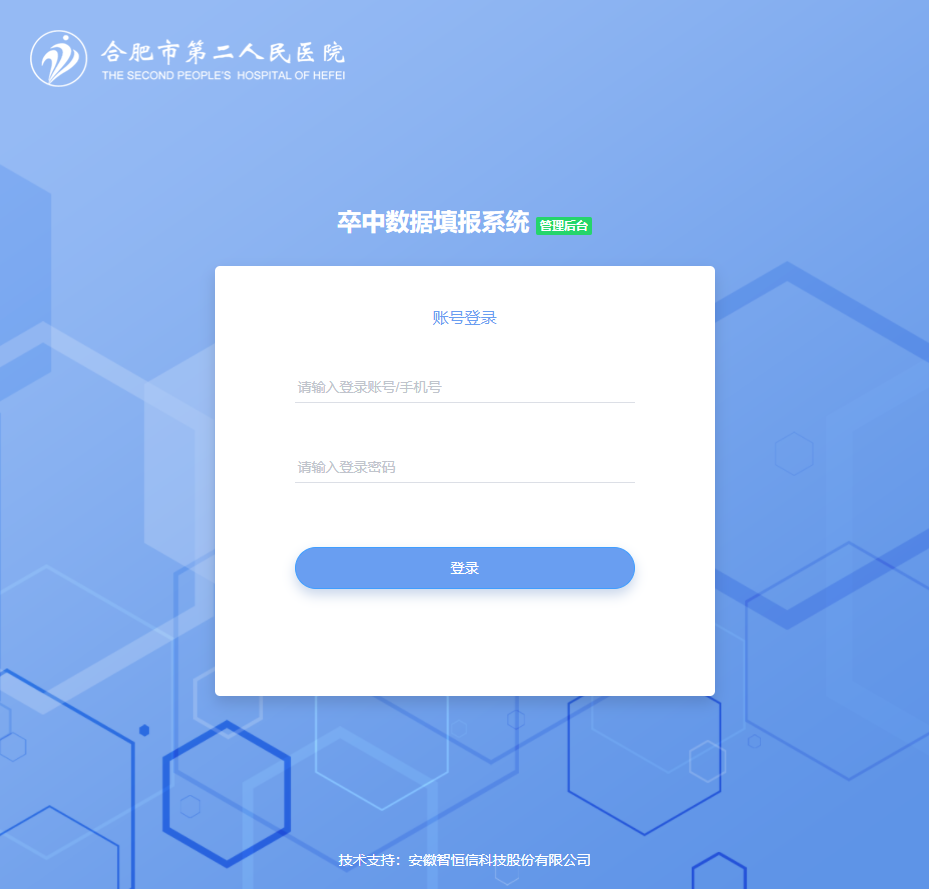 合肥市第二人民医院
THE SECOND PEOPLE'S HOSPITAL OF HEFEI
卒中数据填报系统 管理后台
账号登录
请输入登录账号/手机号
请输入登录密码
登录
技术支持：安徽智恒信科技股份有限公司